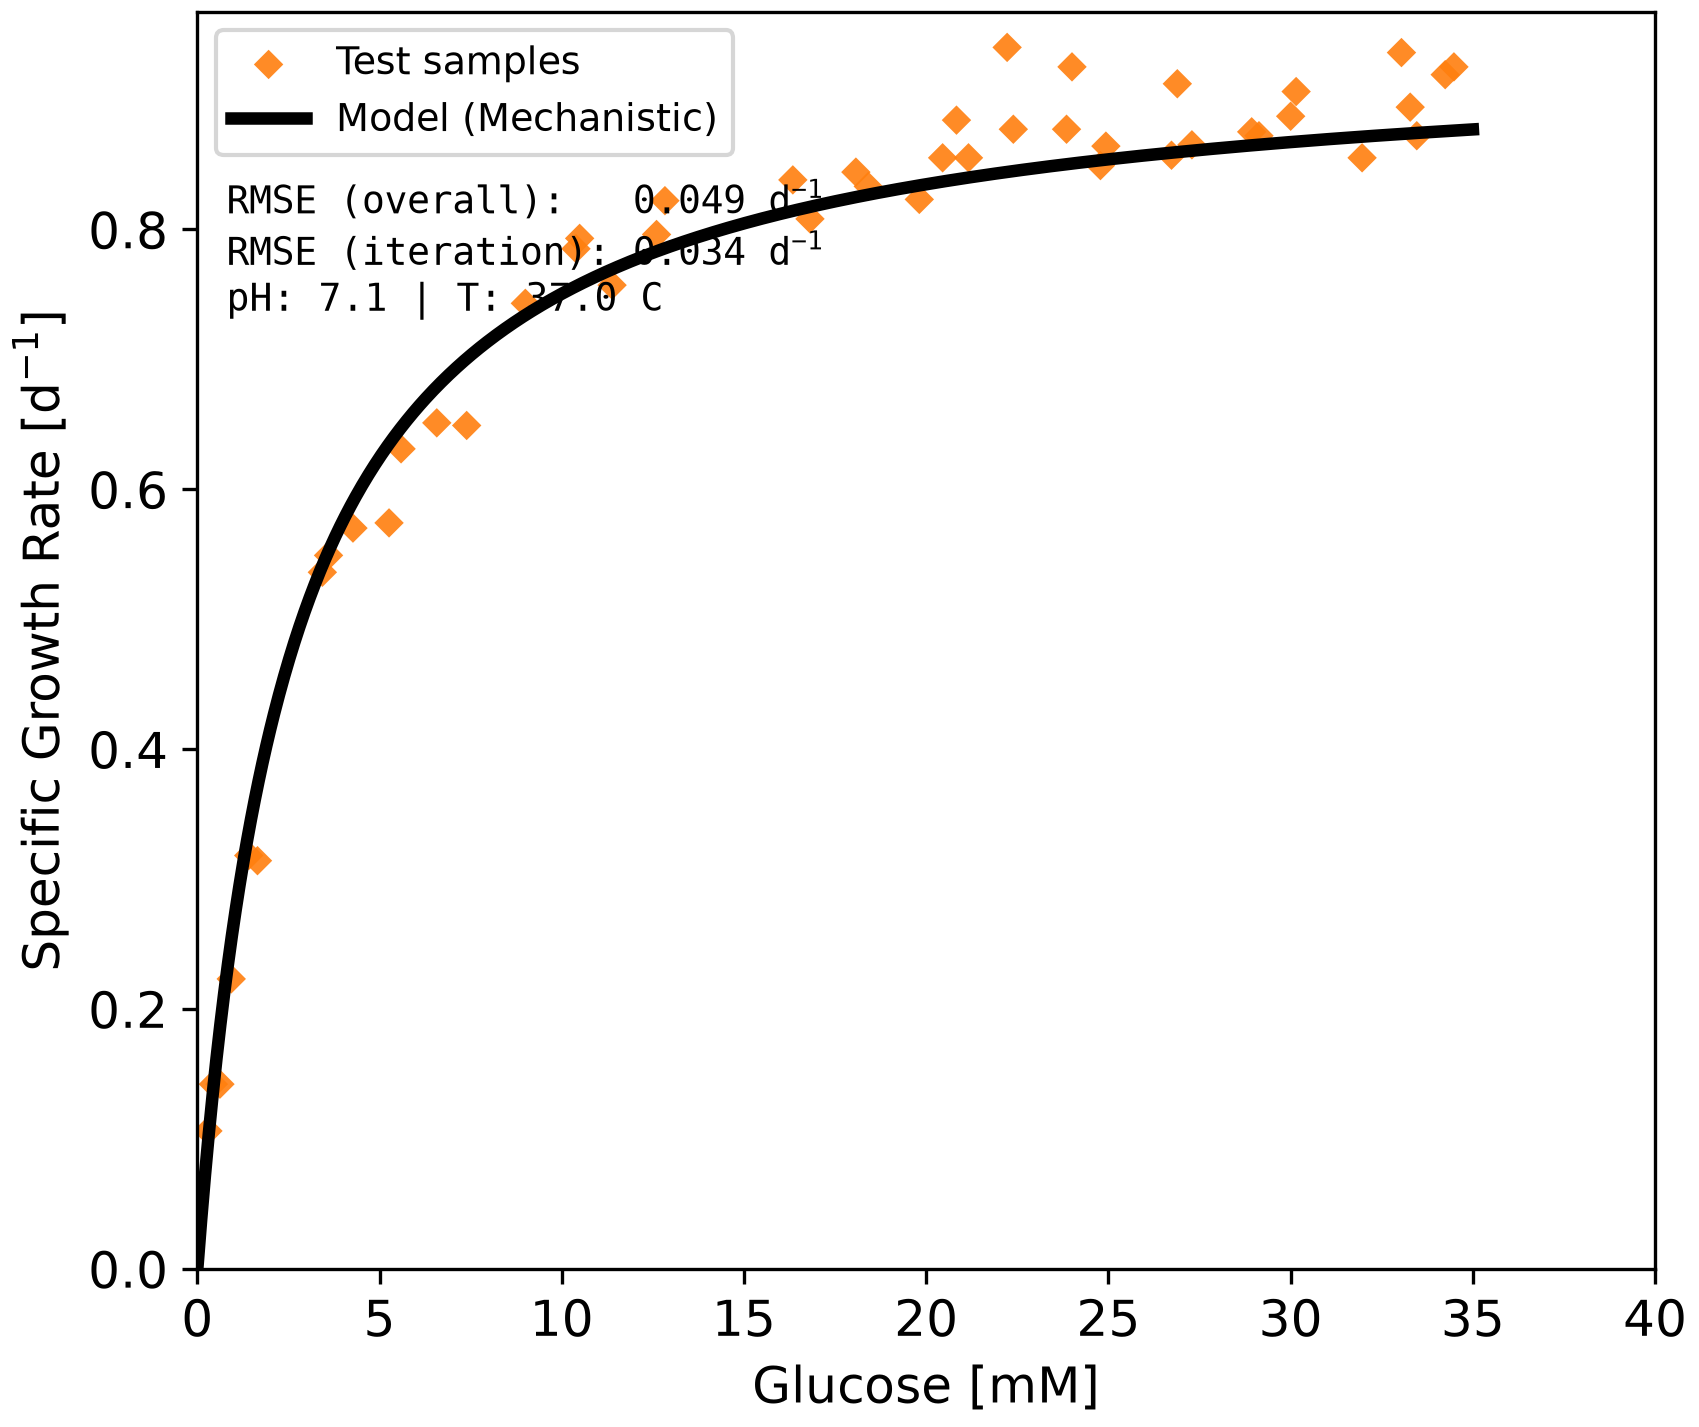 Test samples
Model (Mechanistic)
RMSE (overall):   0.049 d⁻¹
RMSE (iteration): 0.034 d⁻¹
pH: 7.1 | T: 37.0 C
Specific Growth Rate [d⁻¹]
0.8
0.6
0.4
0.2
0.0
0 5 10 15 20 25 30 35 40
Glucose [mM]